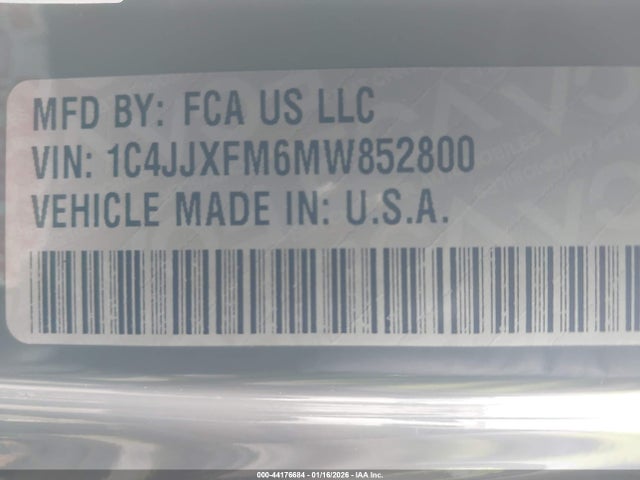 MFD BY: FCA US LLC
VIN: 1C4JJXFM6MW852800
VEHICLE MADE IN: U.S.A.
000-44176684 - 01/16/2026 - IAA Inc.